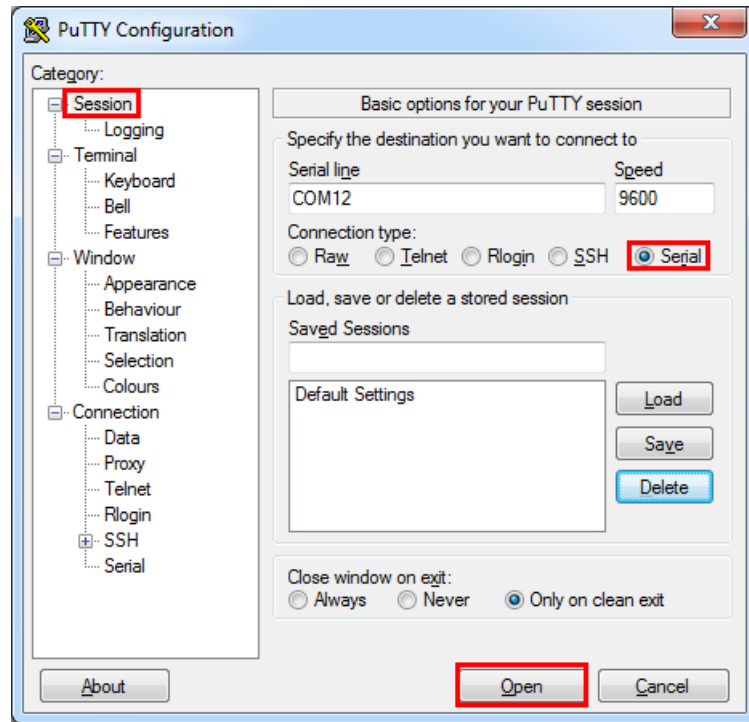 PuTTY Configuration
Category:
Session
Logging
Terminal
Keyboard
Bell
Features
Window
Appearance
Behaviour
Translation
Selection
Colours
Connection
Data
Proxy
Telnet
Rlogin
SSH
Serial
Basic options for your PuTTY session
Specify the destination you want to connect to
Serial line Speed
COM12 9600
Connection type:
Raw Telnet Rlogin SSH Serial
Load, save or delete a stored session
Saved Sessions
Default Settings
Load
Save
Delete
Close window on exit:
Always Never Only on clean exit
About Open Cancel